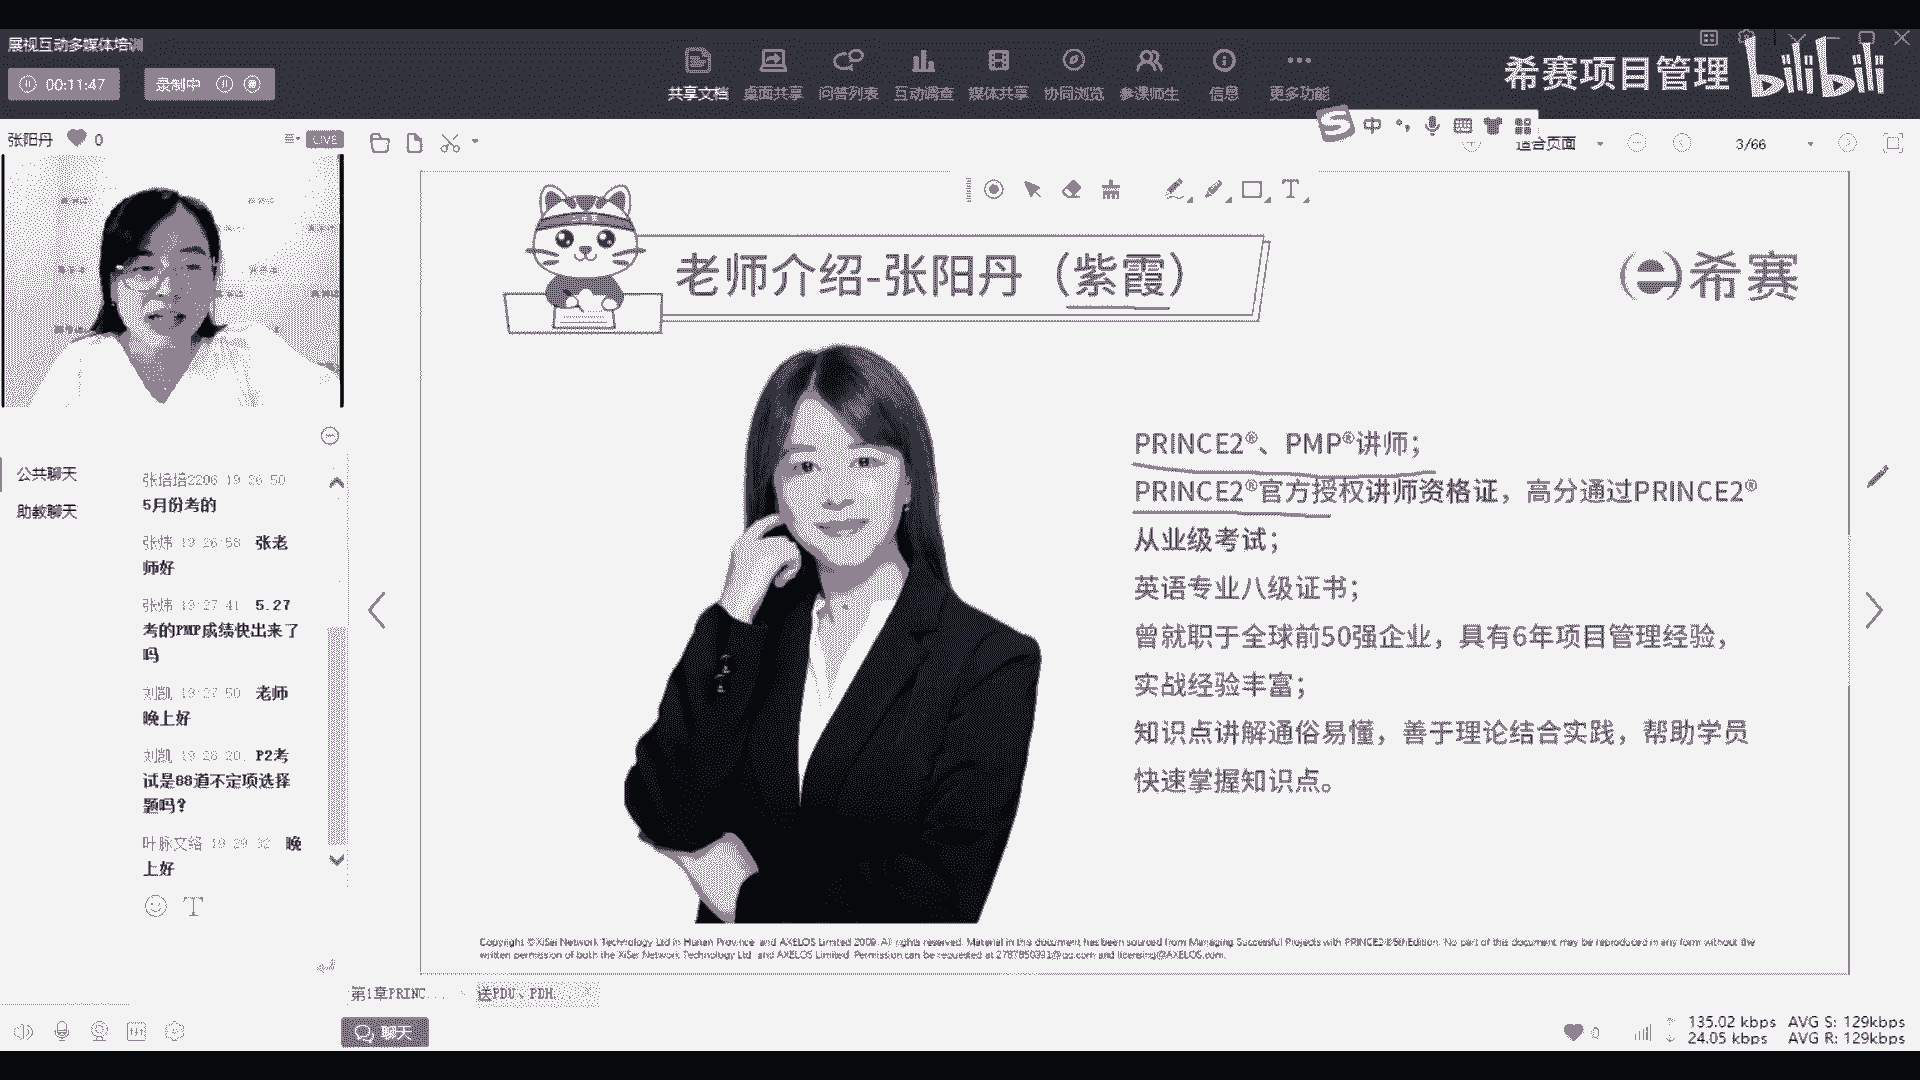 展视互动多媒体培训
00:11:47
录制中
共享文档
桌面共享
问答列表
互动调查
媒体共享
协同浏览
参课师生
信息
更多功能
希赛项目管理
bilibili
张阳丹
0
LIVE
中
适合页面
3/66
老师介绍-张阳丹（紫霞）
希赛
PRINCE2®、PMP®讲师；
PRINCE2®官方授权讲师资格证，高分通过PRINCE2®
从业级考试；
英语专业八级证书；
曾就职于全球前50强企业，具有6年项目管理经验，
实战经验丰富；
知识点讲解通俗易懂，善于理论结合实践，帮助学员
快速掌握知识点。
公共聊天
助教聊天
张培培2206 19:26:50
5月份考的
张炜 19:26:58 张老
师好
张炜 19:27:41 5.27
考的PMP成绩快出来了
吗
刘凯 19:27:50 老师
晚上好
刘凯 19:28:20 P2考
试是88道不定项选择
题吗?
叶脉文络 19:29:32 晚
上好
Copyright © XiSai Network Technology Ltd in Hunan Province and AXELOS Limited 2009. All rights reserved. Material in this document has been sourced from Managing Successful Projects with PRINCE2® 5th Edition. No part of this document may be reproduced in any form without the
written permission of both the XiSai Network Technology Ltd and AXELOS Limited. Permission can be requested at 2787850391@qq.com and licensing@AXELOS.com.
第1章PRINC...
送PDU、PDH...
聊天
0
135.02 kbps AVG S: 129kbps
24.05 kbps AVG R: 129kbps